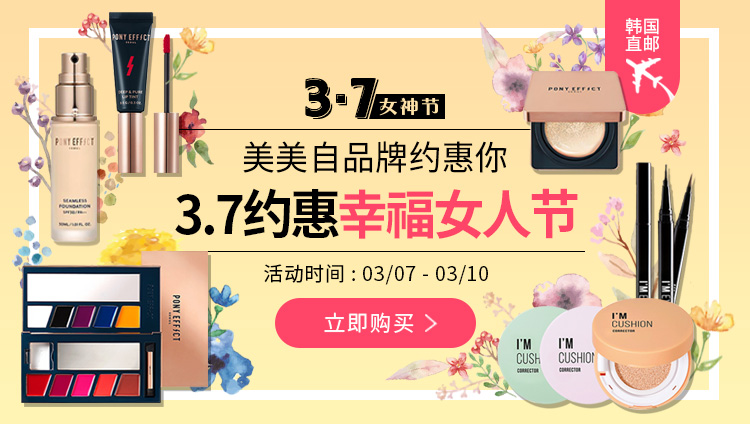 韩国
直邮
3·7女神节
美美自品牌约惠你
3.7约惠幸福女人节
活动时间 : 03/07 - 03/10
立即购买
PONY EFFECT
PONY EFFECT
SEAMLESS
FOUNDATION
PONY EFFECT
PONY EFFECT
I'M
CUSHION
CORRECTOR
I'M
CUSH
CORRECTOR
I'M
CUSHION
CORRECTOR